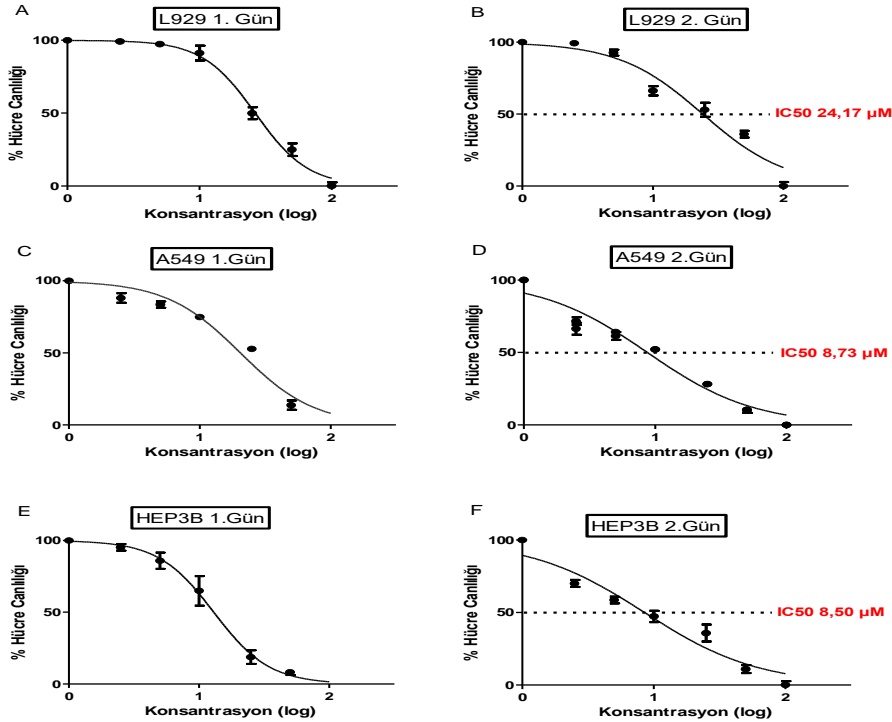 A
L929 1. Gün
% Hücre Canlılığı
100
50
0
0
1
2
Konsantrasyon (log)
B
L929 2. Gün
% Hücre Canlılığı
100
50
0
0
1
2
IC50 24,17 µM
Konsantrasyon (log)
C
A549 1.Gün
% Hücre Canlılığı
100
50
0
0
1
2
Konsantrasyon (log)
D
A549 2.Gün
% Hücre Canlılığı
100
50
0
0
1
2
IC50 8,73 µM
Konsantrasyon (log)
E
HEP3B 1.Gün
% Hücre Canlılığı
100
50
0
0
1
2
Konsantrasyon (log)
F
HEP3B 2.Gün
% Hücre Canlılığı
100
50
0
0
1
2
IC50 8,50 µM
Konsantrasyon (log)